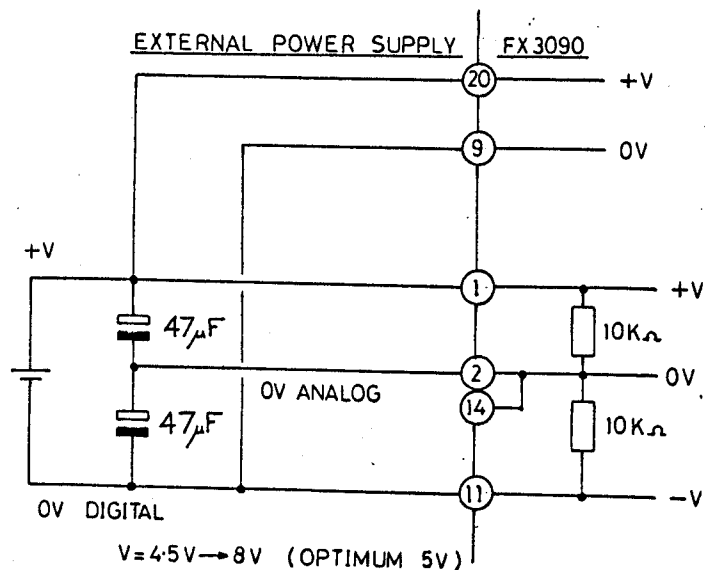 EXTERNAL POWER SUPPLY FX3090
20 +V
9 0V
+V
1 +V
47µF
10KΩ
2 0V
0V ANALOG
14
47µF
10KΩ
11 -V
0V DIGITAL
V=4·5V→8V (OPTIMUM 5V)